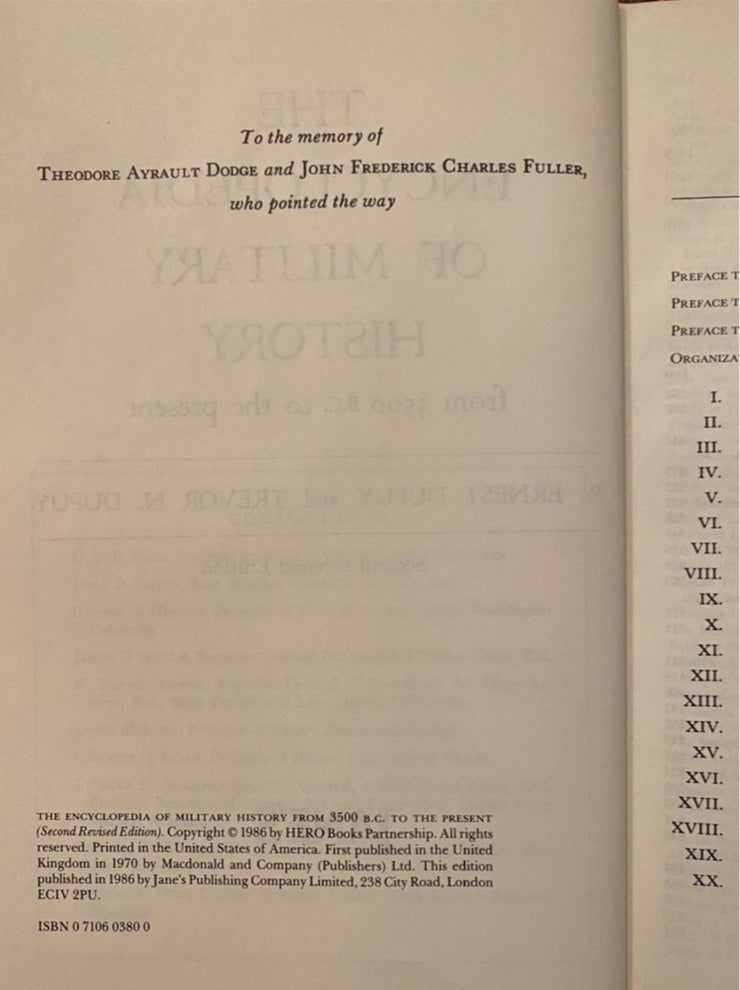 To the memory of
THEODORE AYRAULT DODGE and JOHN FREDERICK CHARLES FULLER,
who pointed the way
THE ENCYCLOPEDIA OF MILITARY HISTORY FROM 3500 B.C. TO THE PRESENT
(Second Revised Edition). Copyright © 1986 by HERO Books Partnership. All rights
reserved. Printed in the United States of America. First published in the United
Kingdom in 1970 by Macdonald and Company (Publishers) Ltd. This edition
published in 1986 by Jane's Publishing Company Limited, 238 City Road, London
ECIV 2PU.
ISBN 0 7106 0380 0
PREFACE T
PREFACE T
PREFACE T
ORGANIZA
I.
II.
III.
IV.
V.
VI.
VII.
VIII.
IX.
X.
XI.
XII.
XIII.
XIV.
XV.
XVI.
XVII.
XVIII.
XIX.
XX.